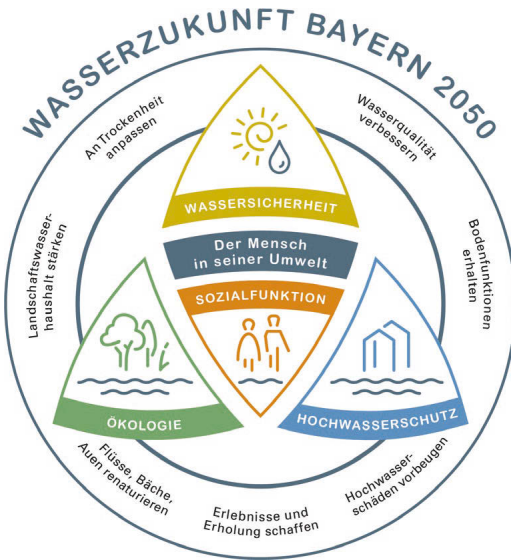 WASSERZUKUNFT BAYERN 2050
An Trockenheit
anpassen
Wasserqualität
verbessern
WASSERSICHERHEIT
Landschaftswasser-
haushalt stärken
Der Mensch
in seiner Umwelt
Bodenfunktionen
erhalten
SOZIALFUNKTION
ÖKOLOGIE
HOCHWASSERSCHUTZ
Flüsse, Bäche,
Auen renaturieren
Erlebnisse und
Erholung schaffen
Hochwasser-
schäden vorbeugen